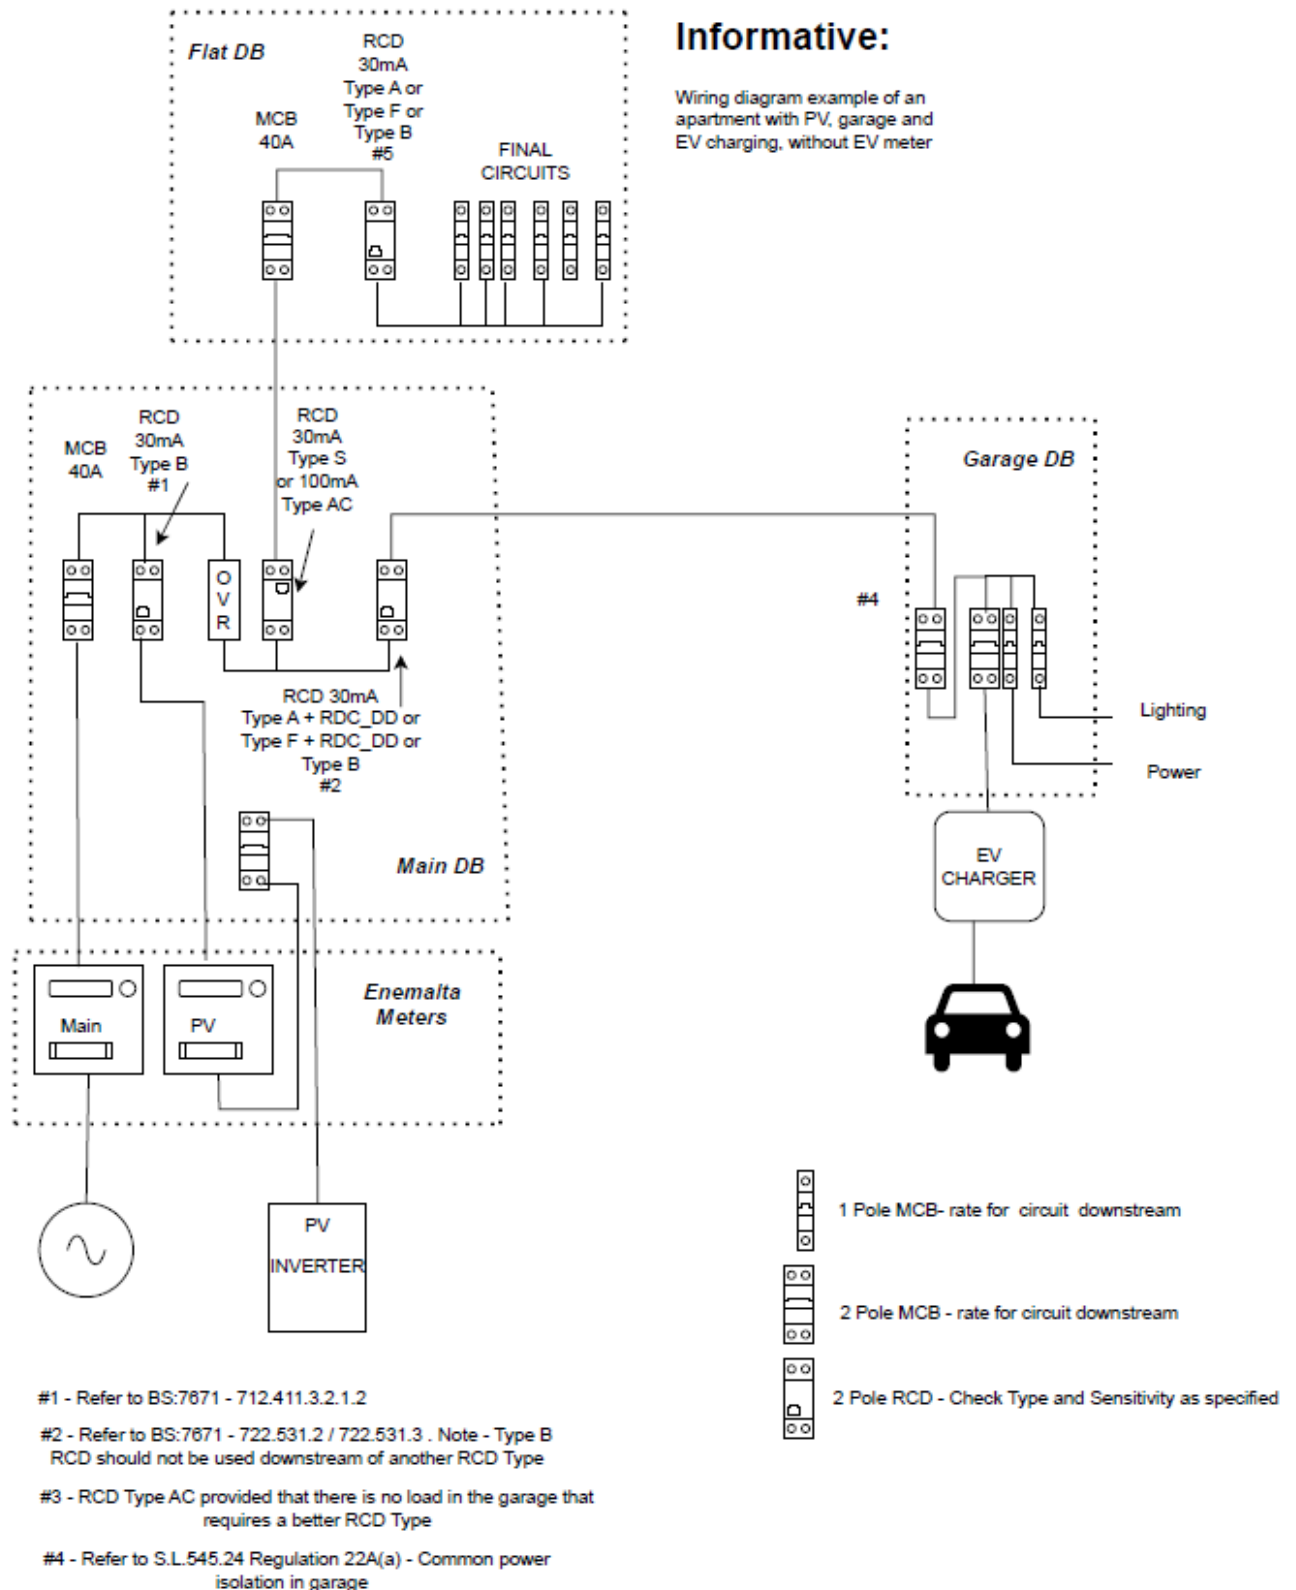 Informative:
Wiring diagram example of an
apartment with PV, garage and
EV charging, without EV meter
Flat DB
MCB
40A
RCD
30mA
Type A or
Type F or
Type B
#5
FINAL
CIRCUITS
MCB
40A
RCD
30mA
Type B
#1
RCD
30mA
Type S
or 100mA
Type AC
O
V
R
RCD 30mA
Type A + RDC_DD or
Type F + RDC_DD or
Type B
#2
Main DB
Garage DB
#4
Lighting
Power
EV
CHARGER
Enemalta
Meters
Main
PV
PV
INVERTER
1 Pole MCB- rate for circuit downstream
2 Pole MCB - rate for circuit downstream
2 Pole RCD - Check Type and Sensitivity as specified
#1 - Refer to BS:7671 - 712.411.3.2.1.2
#2 - Refer to BS:7671 - 722.531.2 / 722.531.3 . Note - Type B
RCD should not be used downstream of another RCD Type
#3 - RCD Type AC provided that there is no load in the garage that
requires a better RCD Type
#4 - Refer to S.L.545.24 Regulation 22A(a) - Common power
isolation in garage